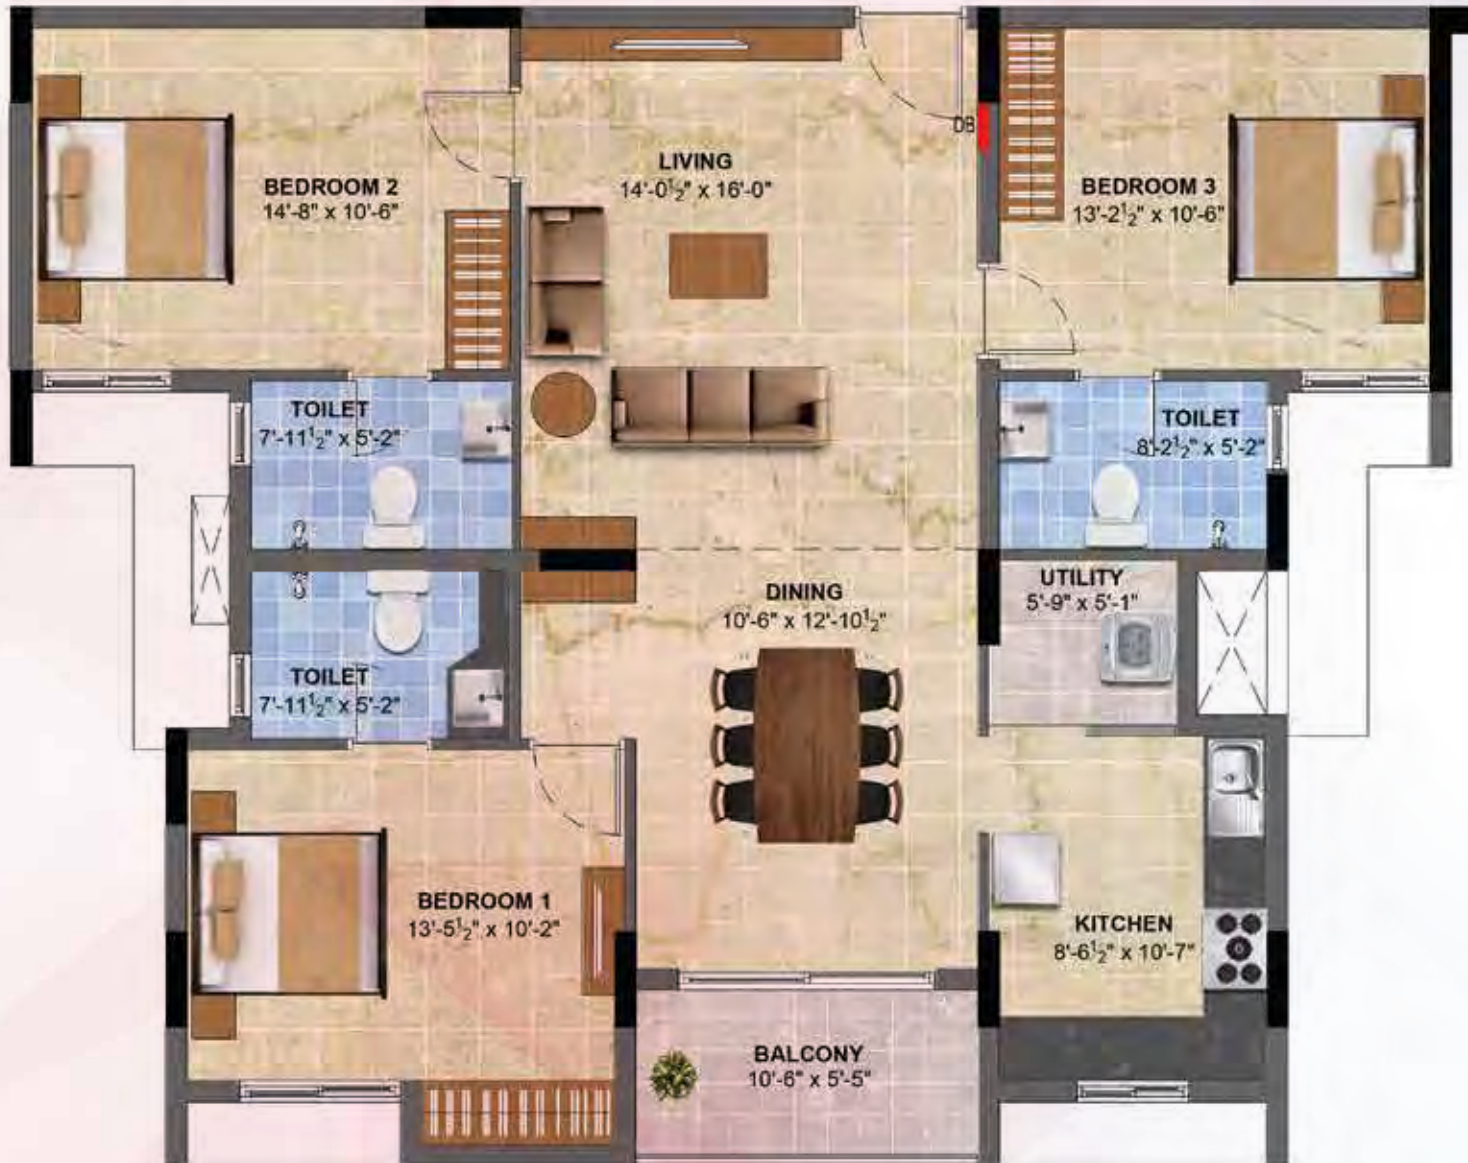 DB
LIVING
14'-0½" x 16'-0"
BEDROOM 2
14'-8" x 10'-6"
BEDROOM 3
13'-2½" x 10'-6"
TOILET
7'-11½" x 5'-2"
TOILET
8'-2½" x 5'-2"
DINING
10'-6" x 12'-10½"
UTILITY
5'-9" x 5'-1"
TOILET
7'-11½" x 5'-2"
BEDROOM 1
13'-5½" x 10'-2"
KITCHEN
8'-6½" x 10'-7"
BALCONY
10'-6" x 5'-5"